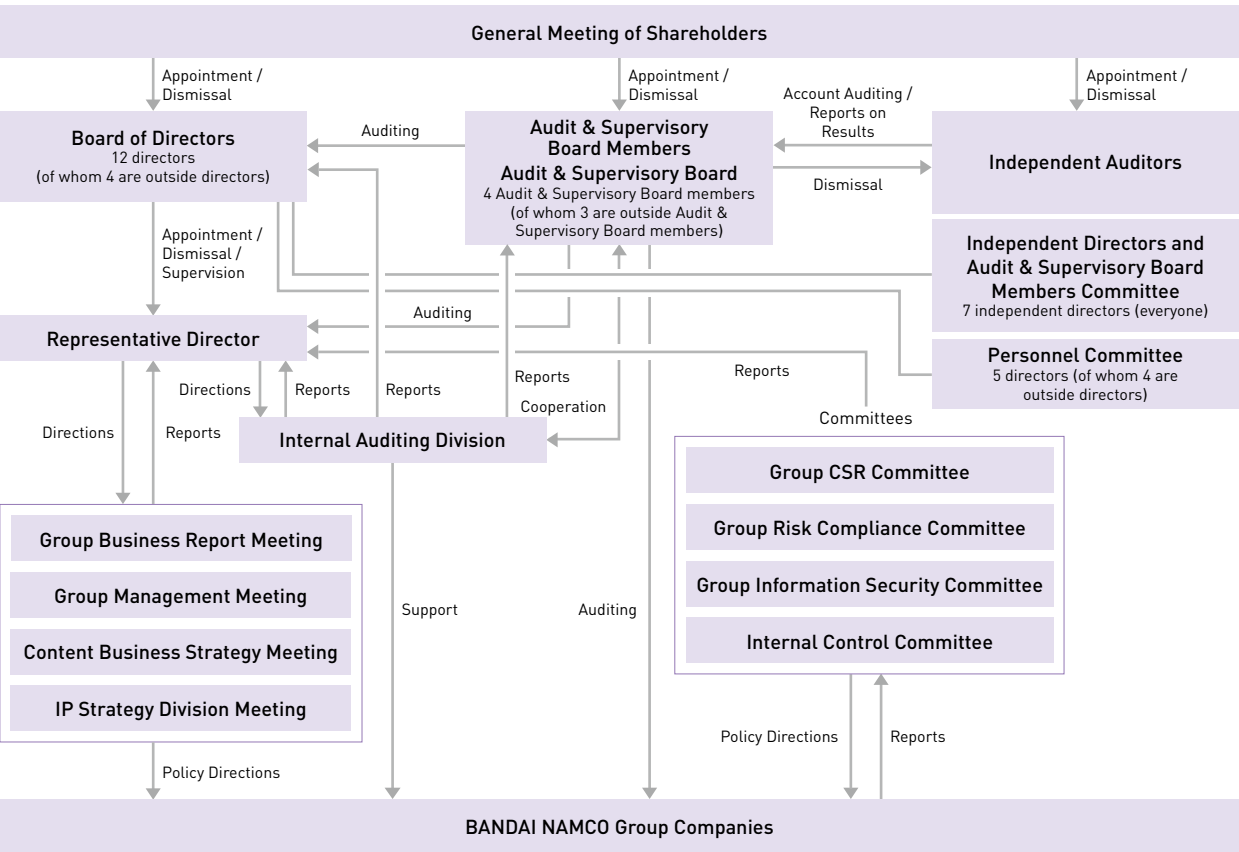 General Meeting of Shareholders
Appointment /
Dismissal
Appointment /
Dismissal
Appointment /
Dismissal
Board of Directors
12 directors
(of whom 4 are outside directors)
Auditing
Audit & Supervisory
Board Members
Audit & Supervisory Board
4 Audit & Supervisory Board members
(of whom 3 are outside Audit &
Supervisory Board members)
Account Auditing /
Reports on
Results
Dismissal
Independent Auditors
Independent Directors and
Audit & Supervisory Board
Members Committee
7 independent directors (everyone)
Personnel Committee
5 directors (of whom 4 are
outside directors)
Appointment /
Dismissal /
Supervision
Representative Director
Auditing
Directions
Reports
Reports
Reports
Cooperation
Reports
Directions
Reports
Internal Auditing Division
Committees
Group CSR Committee
Group Risk Compliance Committee
Group Information Security Committee
Internal Control Committee
Group Business Report Meeting
Group Management Meeting
Content Business Strategy Meeting
IP Strategy Division Meeting
Support
Auditing
Policy Directions
Policy Directions
Reports
BANDAI NAMCO Group Companies